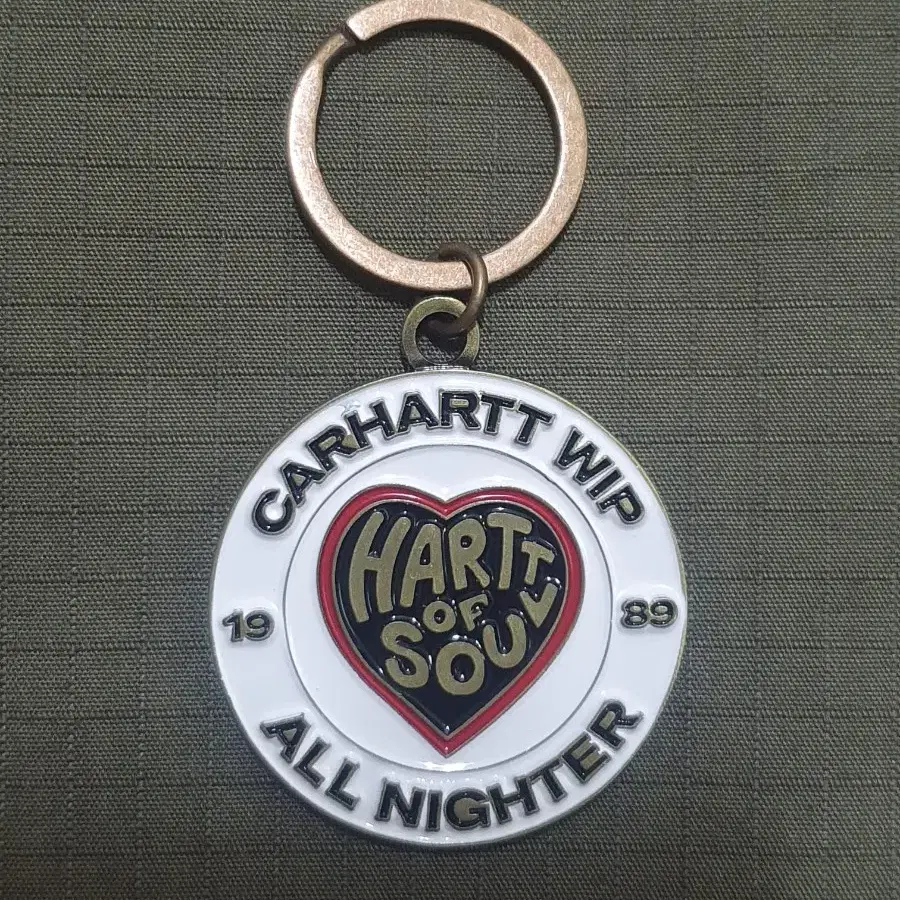 CARHARTT WIP
HARTT
OF
SOUL
19
89
ALL NIGHTER